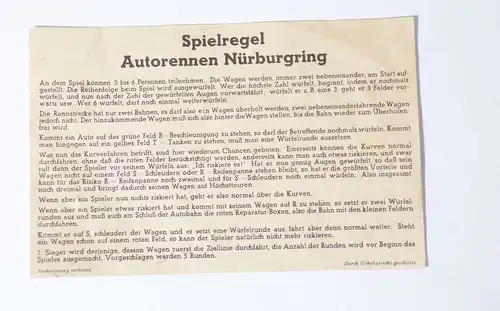 Spielregel
Autorennen Nürburgring
An dem Spiel können 2 bis 6 Personen teilnehmen. Die Wagen werden, immer zwei nebeneinander, am Start aufgestellt. Die Reihenfolge beim Spiel wird ausgewürfelt. Wer die höchste Zahl würfelt, beginnt, indem er nochmals
würfelt, und nun nach der Zahl der gewürfelten Augen vorwärtsfährt, würfelt er z. B. eine 3, geht er 3 Felder vorwärts usw. Wer 6 würfelt, darf noch einmal weiterwürfeln.
Die Rennstrecke hat nur zwei Bahnen, es darf also ein Wagen überholt werden, zwei nebeneinanderfahrende Wagen
jedoch nicht. Der hinzukommende Wagen muß sich also hinter die Wagen stellen, bis die Bahn wieder zum Überholen
frei wird.
Kommt ein Auto auf das grüne Feld B - Beschleunigung zu stehen, so darf der Betreffende nochmals würfeln. Kommt
man hingegen auf ein gelbes Feld T - Tanken zu stehen, muß man eine Würfelrunde aussetzen.
Was nun das Kurvenfahren betrifft, sind hier wiederum Chancen geboten. Einerseits können die Kurven normal
durchfahren, ohne daß die roten Felder berücksichtigt werden, anderseits kann man auch etwas riskieren, und zwar
ruft dann der Spieler vor seinem Würfeln aus: „Ich riskiere es!" Hat er nun genug Augen gewürfelt, so daß sein
Wagen nicht auf einem Feld S - Schleudern oder R - Reifenpanne stehen bleibt, so hat er die größten Vorteile und
kann für das Risiko R - Reifenpanne noch zweimal und für S - Schleudern noch einmal würfeln. Also insgesamt
noch dreimal und bringt dadurch seinen Wagen auf Höchsttouren.
Wenn aber ein Spieler nun nichts riskiert hat, geht er also normal über die Kurven.
Wenn aber ein Spieler etwas riskiert hat und kommt mit seinem Wagen auf R zu stehen, so setzt er zwei Würfelrunden aus und muß auch am Schluß der Autobahn die roten Reparatur-Boxen, also die Bahn mit den kleinen Feldern
durchfahren.
Kommt er auf S, schleudert der Wagen und er setzt eine Würfelrunde aus, fährt aber dann normal weiter. Steht
ein Wagen schon auf einem roten Feld, so kann der Spieler natürlich nicht mehr riskieren.
1. Sieger wird derjenige, dessen Wagen zuerst die Ziellinie durchfährt, die Anzahl der Runden wird vor Beginn des
Spieles ausgemacht. Vorgeschlagen werden 5 Runden.
Nachahmung verboten
Durch Urheberrecht geschützt